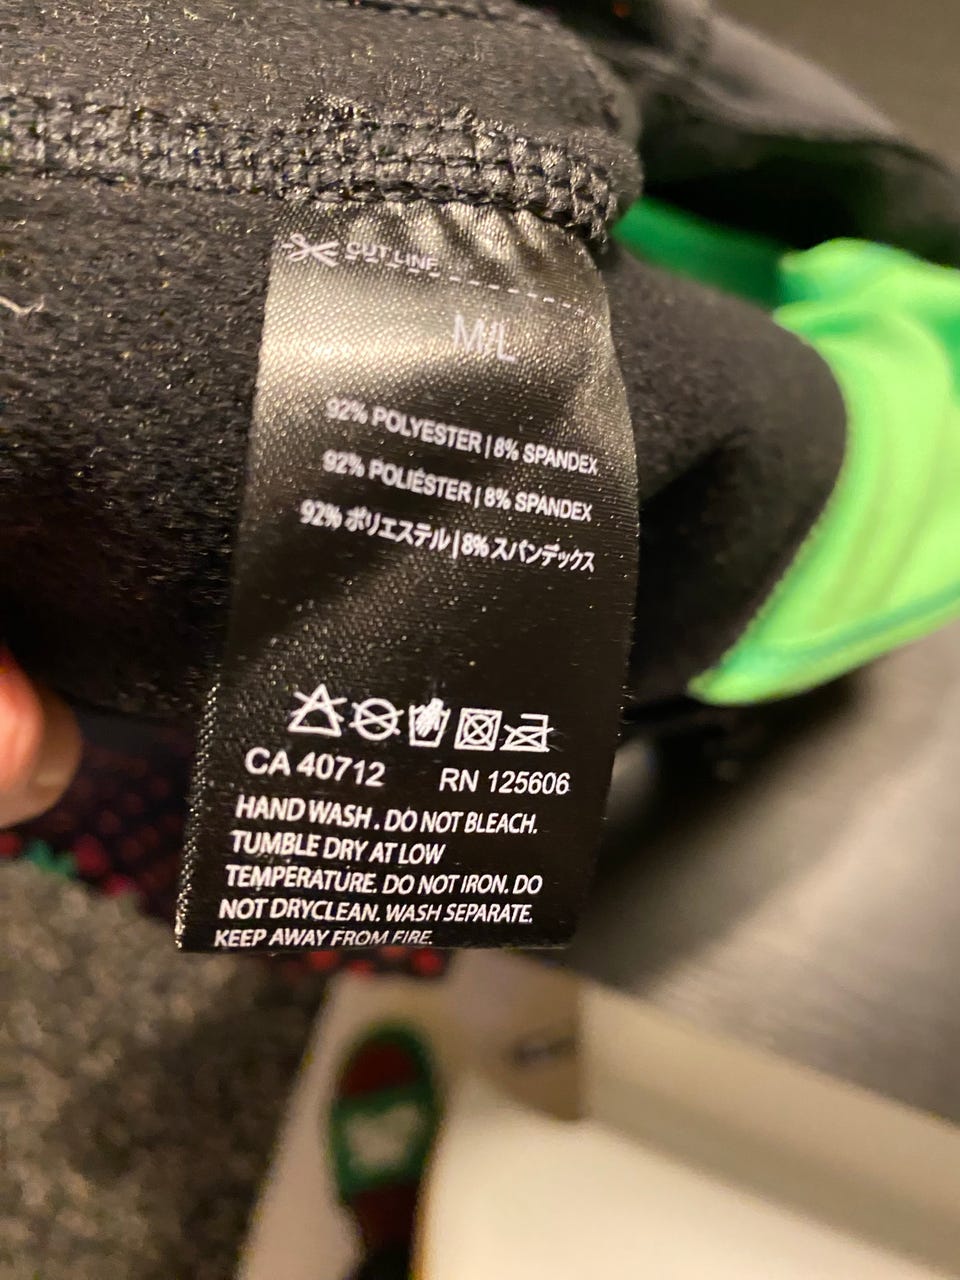 CUT LINE
M/L
92% POLYESTER | 8% SPANDEX
92% POLIÉSTER | 8% SPANDEX
92% ポリエステル | 8% スパンデックス
CA 40712 RN 125606
HAND WASH. DO NOT BLEACH.
TUMBLE DRY AT LOW
TEMPERATURE. DO NOT IRON. DO
NOT DRYCLEAN. WASH SEPARATE.
KEEP AWAY FROM FIRE.